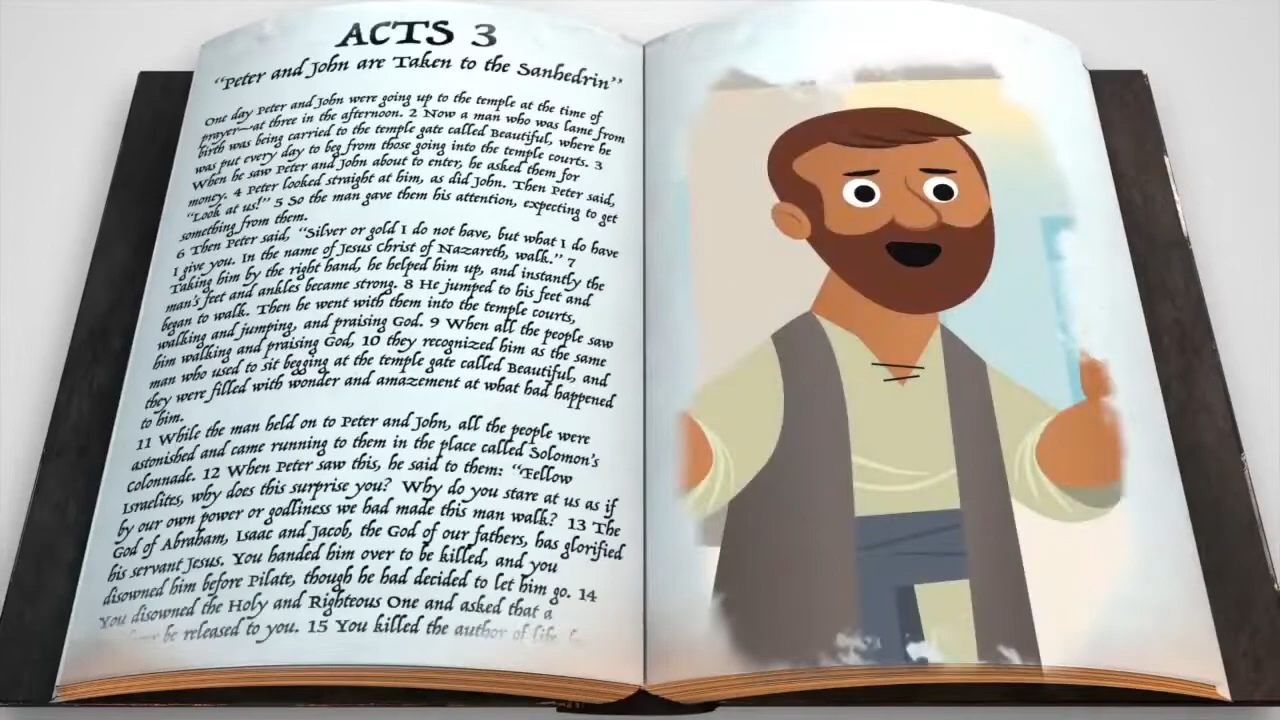 ACTS 3
“Peter and John are Taken to the Sanhedrin”
One day Peter and John were going up to the temple at the time of
prayer—at three in the afternoon. 2 Now a man who was lame from
birth was being carried to the temple gate called Beautiful, where he
was put every day to beg from those going into the temple courts. 3
When he saw Peter and John about to enter, he asked them for
money. 4 Peter looked straight at him, as did John. Then Peter said,
“Look at us!” 5 So the man gave them his attention, expecting to get
something from them.
6 Then Peter said, “Silver or gold I do not have, but what I do have
I give you. In the name of Jesus Christ of Nazareth, walk.” 7
Taking him by the right hand, he helped him up, and instantly the
man’s feet and ankles became strong. 8 He jumped to his feet and
began to walk. Then he went with them into the temple courts,
walking and jumping, and praising God. 9 When all the people saw
him walking and praising God, 10 they recognized him as the same
man who used to sit begging at the temple gate called Beautiful, and
they were filled with wonder and amazement at what had happened
to him.
11 While the man held on to Peter and John, all the people were
astonished and came running to them in the place called Solomon’s
Colonnade. 12 When Peter saw this, he said to them: “Fellow
Israelites, why does this surprise you? Why do you stare at us as if
by our own power or godliness we had made this man walk? 13 The
God of Abraham, Isaac and Jacob, the God of our fathers, has glorified
his servant Jesus. You handed him over to be killed, and you
disowned him before Pilate, though he had decided to let him go. 14
You disowned the Holy and Righteous One and asked that a
be released to you. 15 You killed the author of life